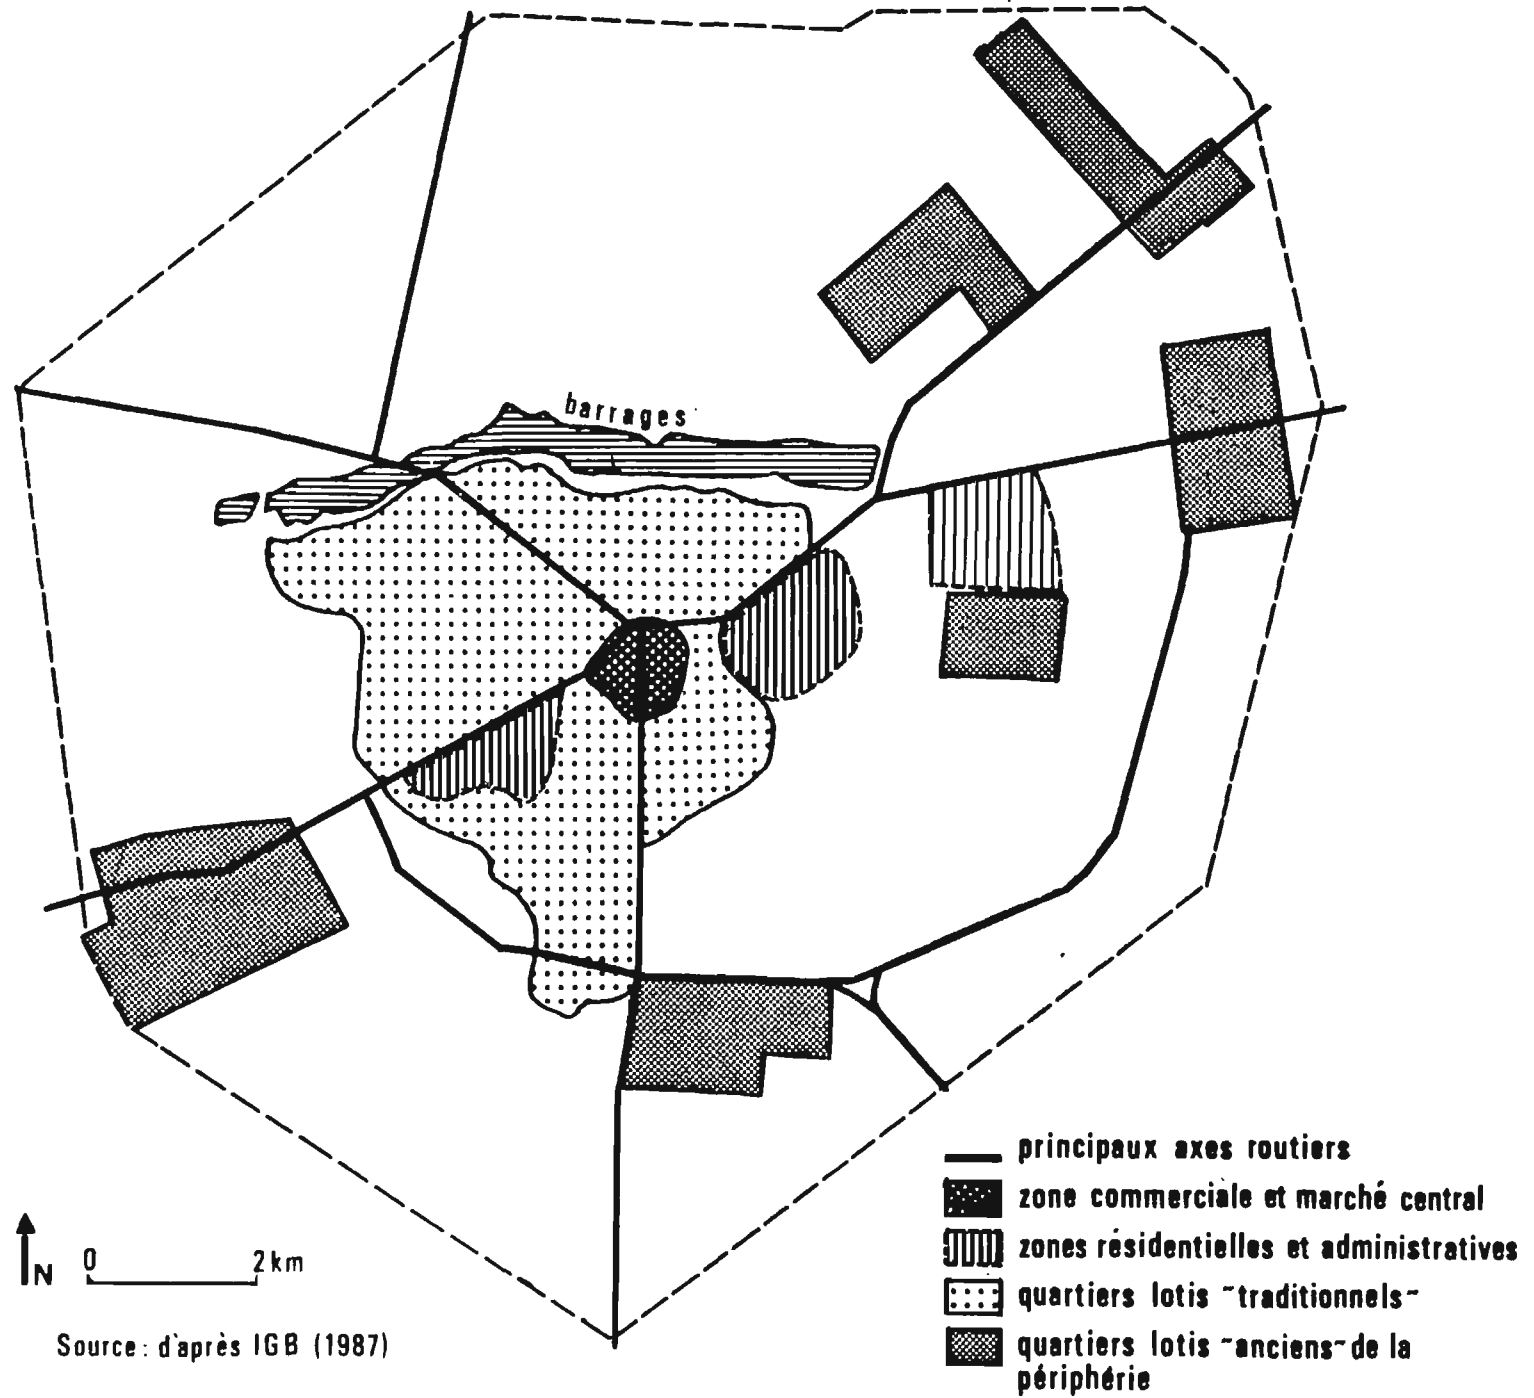 barrages
principaux axes routiers
zone commerciale et marché central
zones résidentielles et administratives
quartiers lotis ~traditionnels~
quartiers lotis ~anciens~ de la
périphérie
0 2 km
N
Source : d'après IGB (1987)